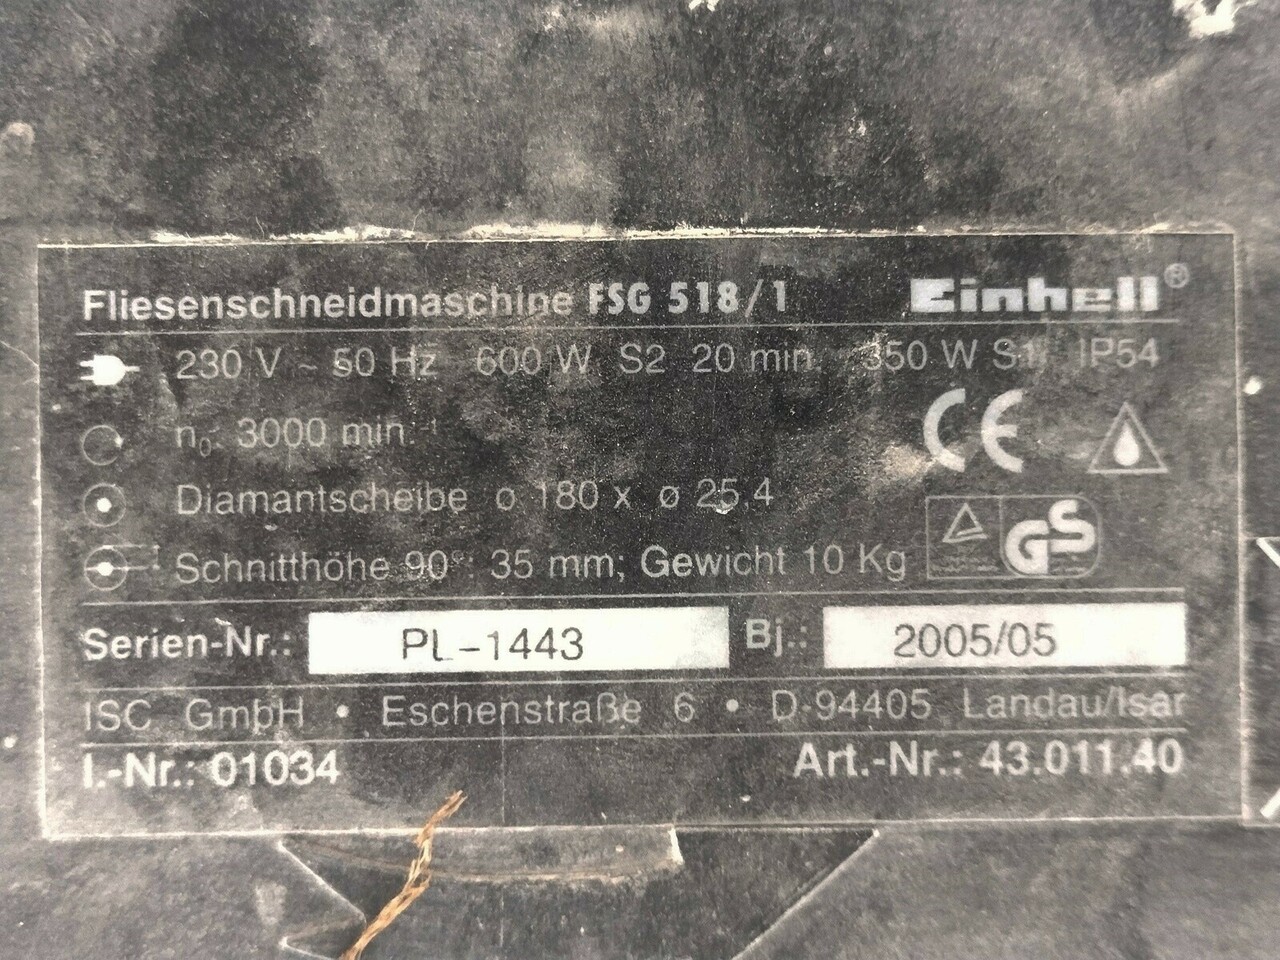 Fliesenschneidmaschine FSG 518/1 Einhell®
230 V ~ 50 Hz 600 W S2 20 min. 350 W S1 IP54
n₀: 3000 min.⁻¹ CE
Diamantscheibe ø 180 x ø 25,4
GS
Schnitthöhe 90°: 35 mm; Gewicht 10 Kg
Serien-Nr.: PL-1443 Bj.: 2005/05
ISC GmbH • Eschenstraße 6 • D-94405 Landau/Isar
I.-Nr.: 01034 Art.-Nr.: 43.011.40